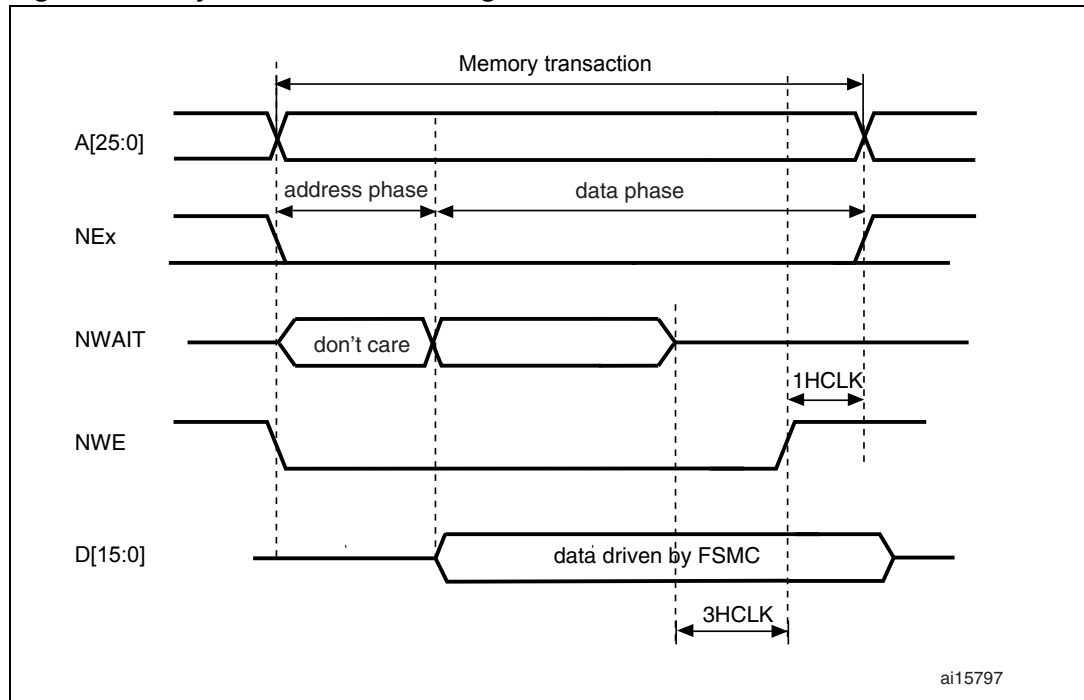 Memory transaction
A[25:0]
address phase
data phase
NEx
NWAIT
don't care
1HCLK
NWE
D[15:0]
data driven by FSMC
3HCLK
ai15797